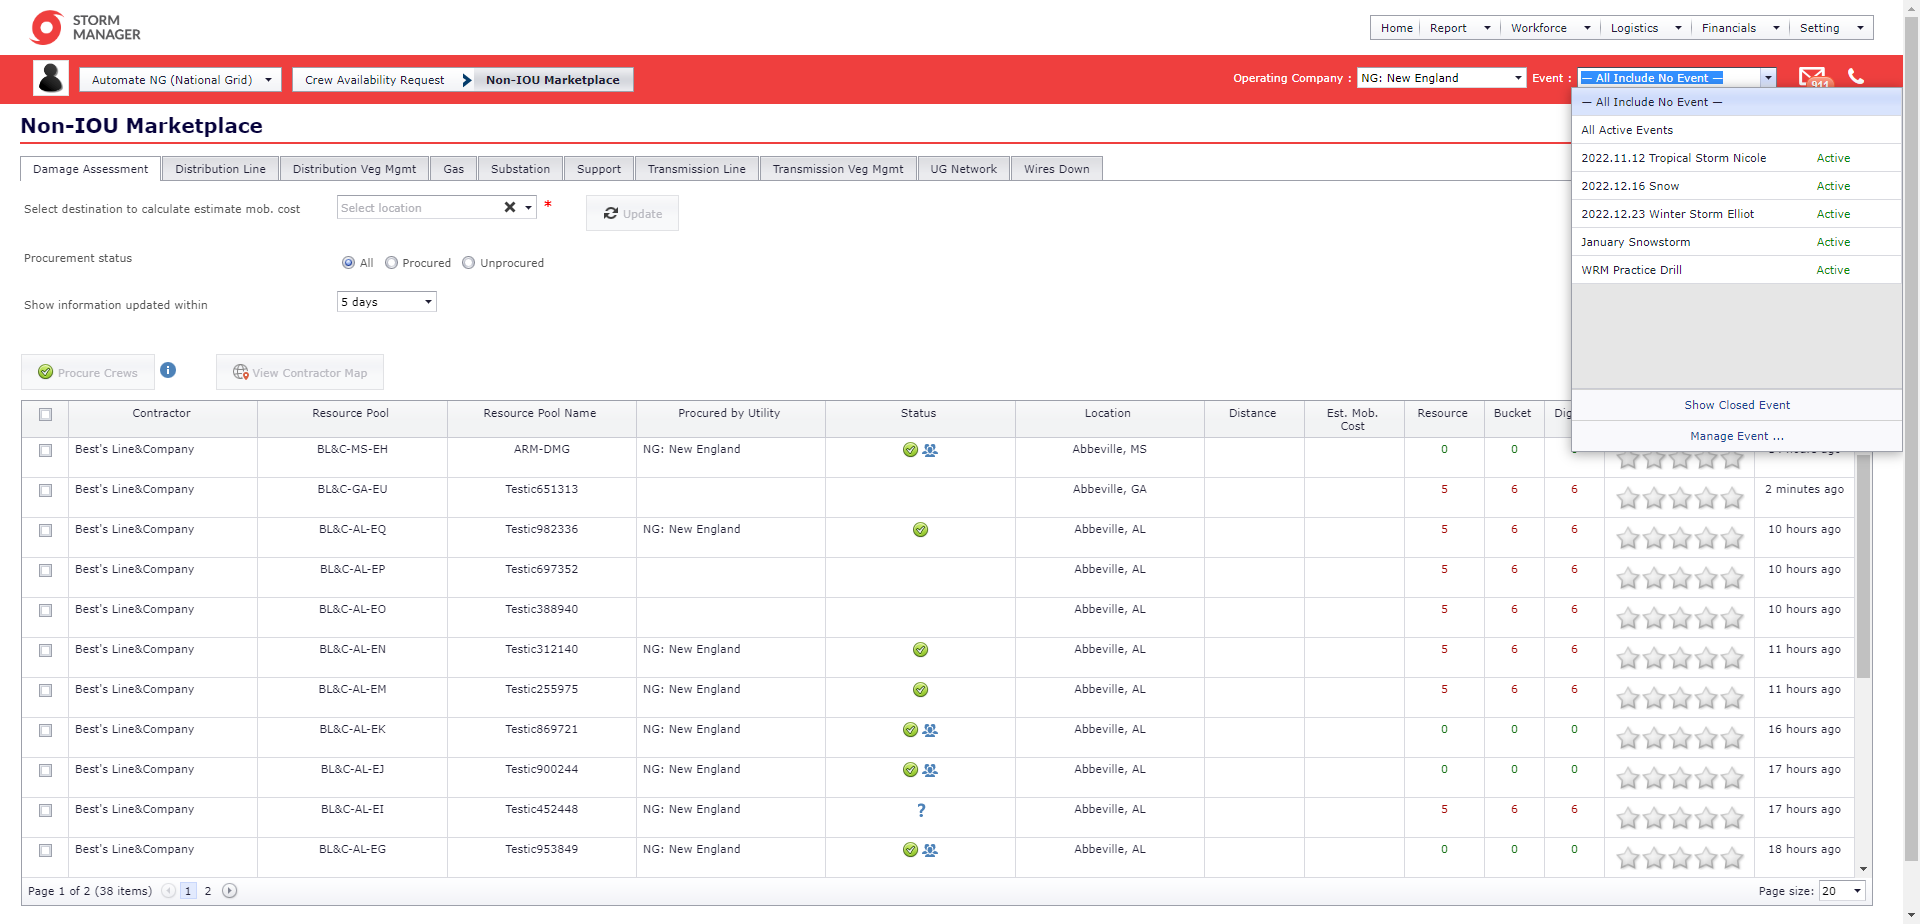 STORM
MANAGER
Home Report Workforce Logistics Financials Setting
Automate NG (National Grid) Crew Availability Request Non-IOU Marketplace Operating Company : NG: New England Event : — All Include No Event — 911
Non-IOU Marketplace
— All Include No Event —
All Active Events
2022.11.12 Tropical Storm Nicole Active
2022.12.16 Snow Active
2022.12.23 Winter Storm Elliot Active
January Snowstorm Active
WRM Practice Drill Active
Show Closed Event
Manage Event ...
Damage Assessment Distribution Line Distribution Veg Mgmt Gas Substation Support Transmission Line Transmission Veg Mgmt UG Network Wires Down
Select destination to calculate estimate mob. cost Select location * Update
Procurement status All Procured Unprocured
Show information updated within 5 days
Procure Crews View Contractor Map
Contractor Resource Pool Resource Pool Name Procured by Utility Status Location Distance Est. Mob. Cost Resource Bucket
Best's Line&Company BL&C-MS-EH ARM-DMG NG: New England Abbeville, MS 0 0
Best's Line&Company BL&C-GA-EU Testic651313 Abbeville, GA 5 6 6 2 minutes ago
Best's Line&Company BL&C-AL-EQ Testic982336 NG: New England Abbeville, AL 5 6 6 10 hours ago
Best's Line&Company BL&C-AL-EP Testic697352 Abbeville, AL 5 6 6 10 hours ago
Best's Line&Company BL&C-AL-EO Testic388940 Abbeville, AL 5 6 6 10 hours ago
Best's Line&Company BL&C-AL-EN Testic312140 NG: New England Abbeville, AL 5 6 6 11 hours ago
Best's Line&Company BL&C-AL-EM Testic255975 NG: New England Abbeville, AL 5 6 6 11 hours ago
Best's Line&Company BL&C-AL-EK Testic869721 NG: New England Abbeville, AL 0 0 0 16 hours ago
Best's Line&Company BL&C-AL-EJ Testic900244 NG: New England Abbeville, AL 0 0 0 17 hours ago
Best's Line&Company BL&C-AL-EI Testic452448 NG: New England ? Abbeville, AL 5 6 6 17 hours ago
Best's Line&Company BL&C-AL-EG Testic953849 NG: New England Abbeville, AL 0 0 0 18 hours ago
Page 1 of 2 (38 items) 1 2 Page size: 20